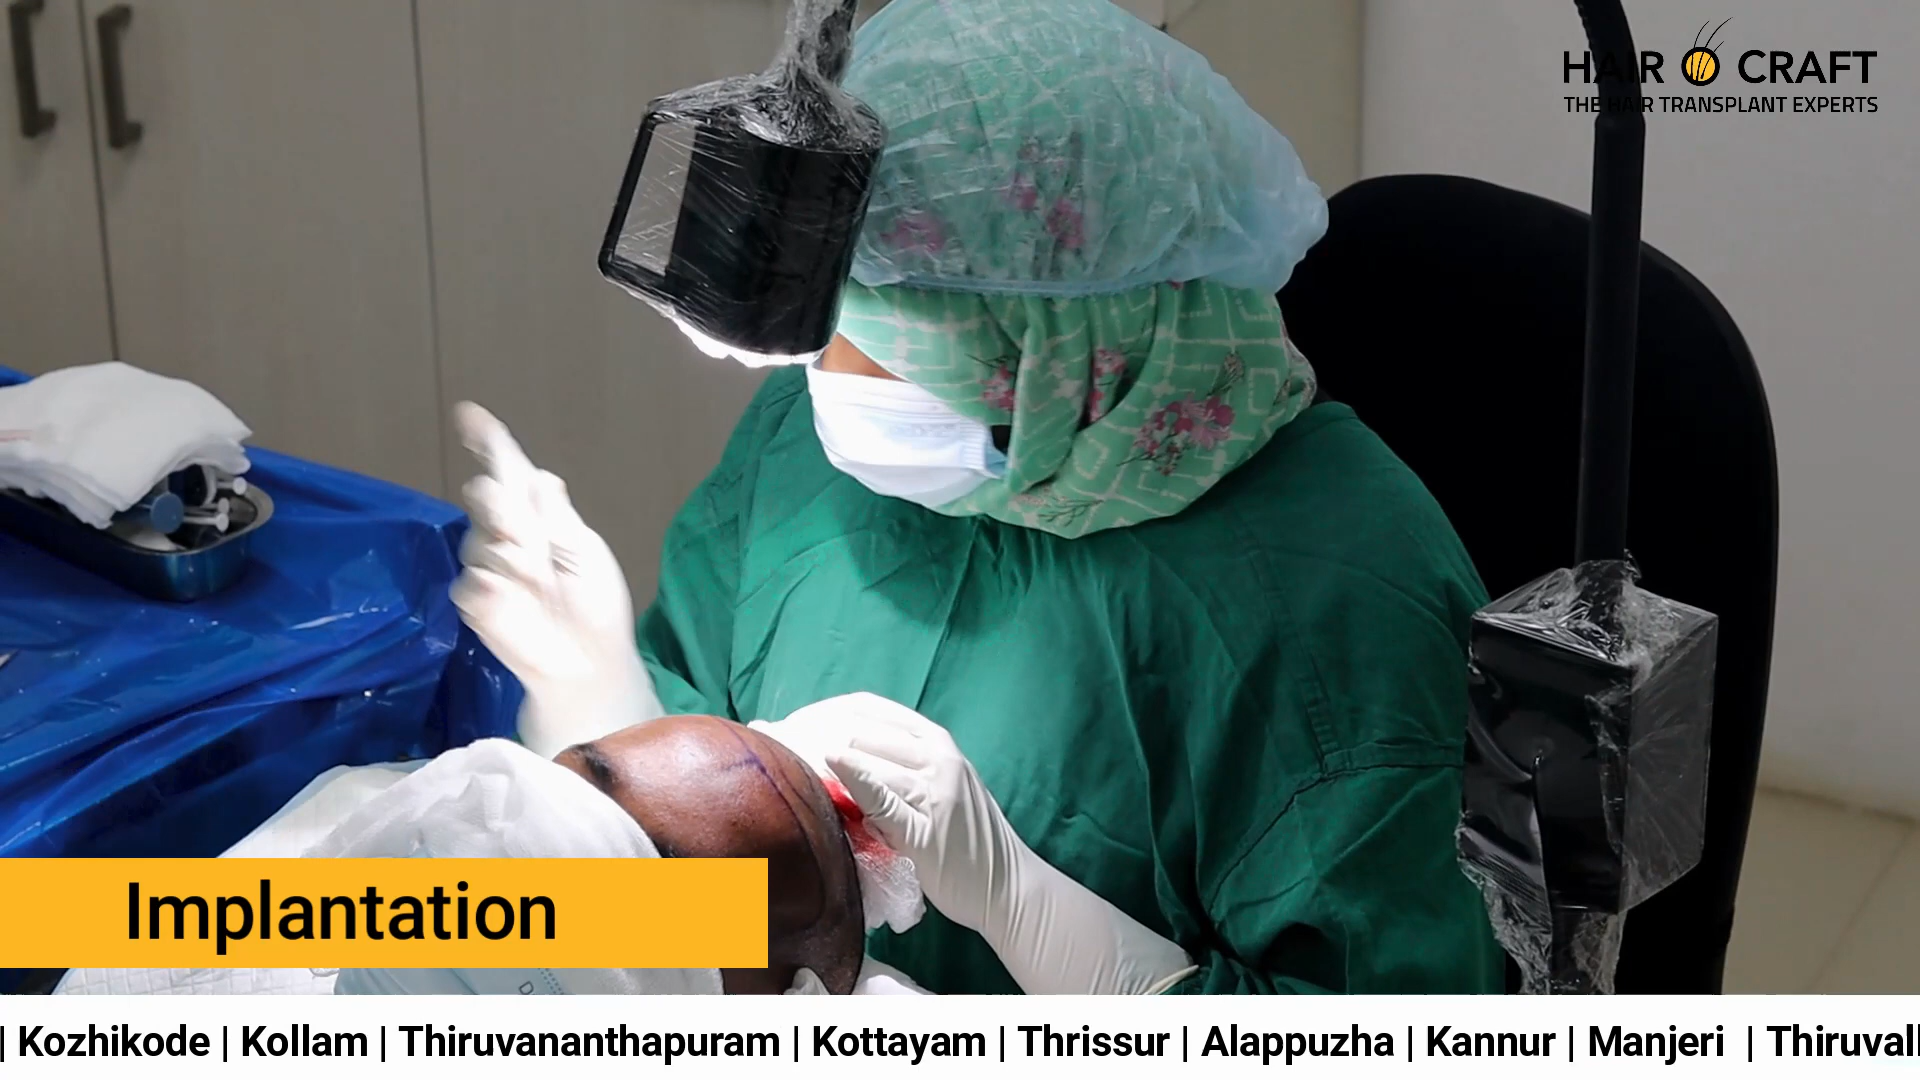 HAIR CRAFT
THE HAIR TRANSPLANT EXPERTS
Implantation
| Kozhikode | Kollam | Thiruvananthapuram | Kottayam | Thrissur | Alappuzha | Kannur | Manjeri | Thiruvall